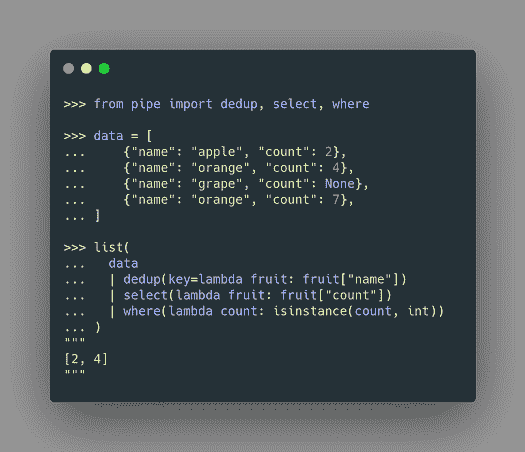 >>> from pipe import dedup, select, where
>>> data = [
...     {"name": "apple", "count": 2},
...     {"name": "orange", "count": 4},
...     {"name": "grape", "count": None},
...     {"name": "orange", "count": 7},
... ]
>>> list(
...   data
...   | dedup(key=lambda fruit: fruit["name"])
...   | select(lambda fruit: fruit["count"])
...   | where(lambda count: isinstance(count, int))
... )
"""
[2, 4]
"""